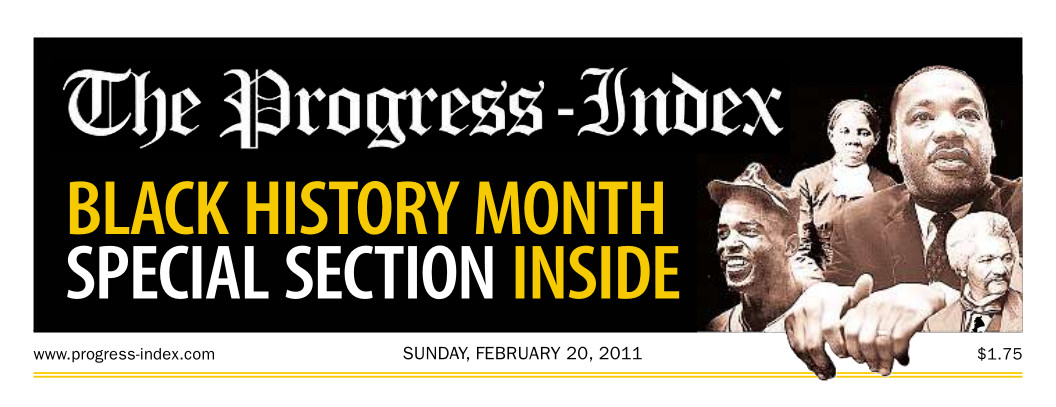 The Progress-Index
BLACK HISTORY MONTH
SPECIAL SECTION INSIDE
www.progress-index.com SUNDAY, FEBRUARY 20, 2011 $1.75